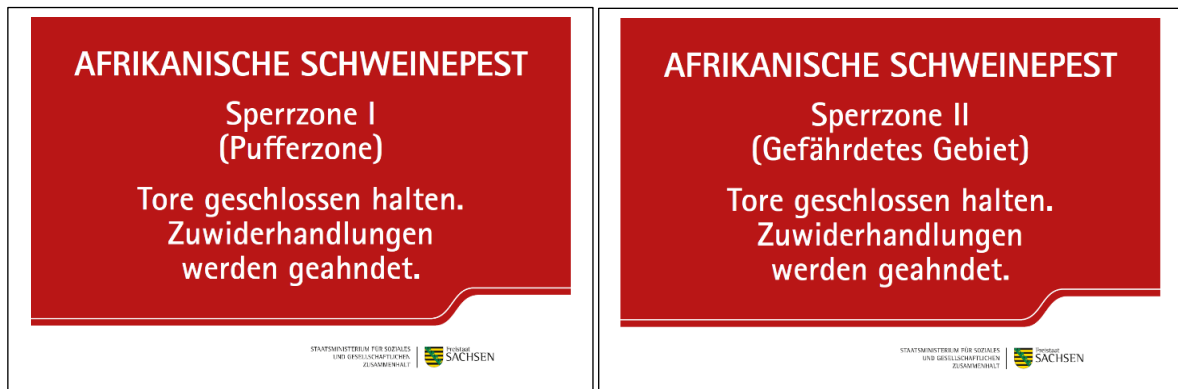 AFRIKANISCHE SCHWEINEPEST
Sperrzone I
(Pufferzone)
Tore geschlossen halten.
Zuwiderhandlungen
werden geahndet.
STAATSMINISTERIUM FÜR SOZIALES
UND GESELLSCHAFTLICHEN
ZUSAMMENHALT
Freistaat
SACHSEN
AFRIKANISCHE SCHWEINEPEST
Sperrzone II
(Gefährdetes Gebiet)
Tore geschlossen halten.
Zuwiderhandlungen
werden geahndet.
STAATSMINISTERIUM FÜR SOZIALES
UND GESELLSCHAFTLICHEN
ZUSAMMENHALT
Freistaat
SACHSEN